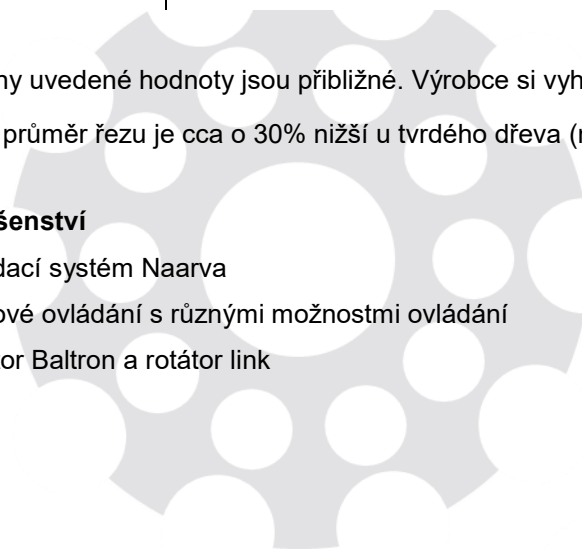 ny uvedené hodnoty jsou přibližné. Výrobce si vyh
průměr řezu je cca o 30% nižší u tvrdého dřeva (
šenství
dací systém Naarva
ové ovládání s různými možnostmi ovládání
or Baltron a rotátor link